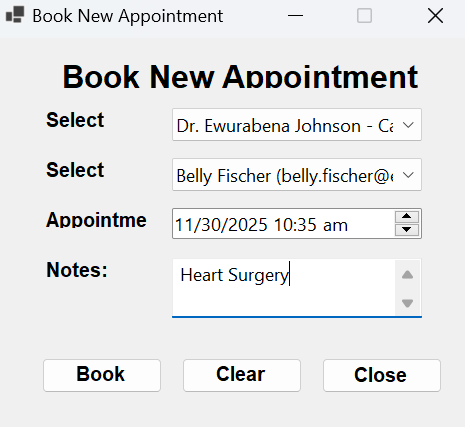 Book New Appointment
Book New Appointment
Select
Dr. Ewurabena Johnson - Ca
Select
Belly Fischer (belly.fischer@e
Appointme
11/30/2025 10:35 am
Notes:
Heart Surgery
Book
Clear
Close